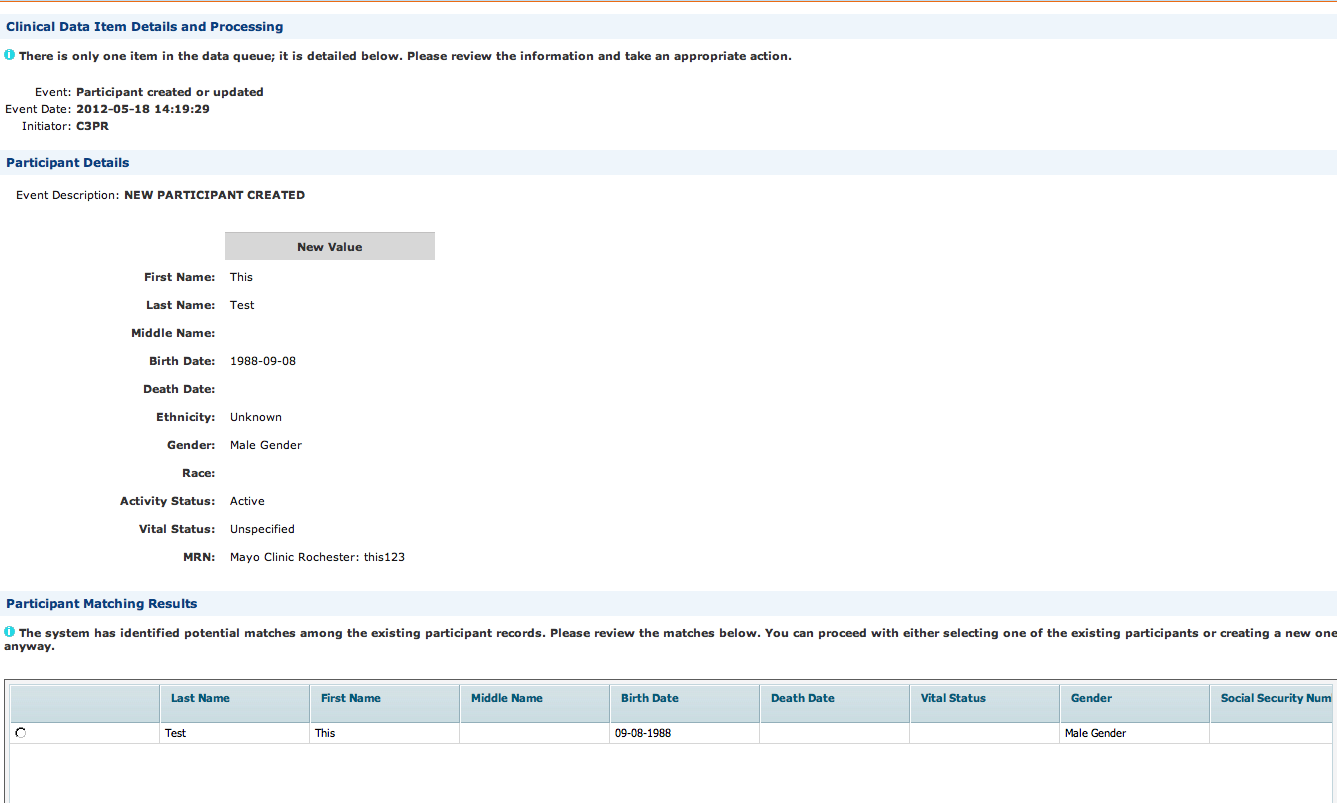 Clinical Data Item Details and Processing
There is only one item in the data queue; it is detailed below. Please review the information and take an appropriate action.
Event: Participant created or updated
Event Date: 2012-05-18 14:19:29
Initiator: C3PR
Participant Details
Event Description: NEW PARTICIPANT CREATED
New Value
First Name: This
Last Name: Test
Middle Name:
Birth Date: 1988-09-08
Death Date:
Ethnicity: Unknown
Gender: Male Gender
Race:
Activity Status: Active
Vital Status: Unspecified
MRN: Mayo Clinic Rochester: this123
Participant Matching Results
The system has identified potential matches among the existing participant records. Please review the matches below. You can proceed with either selecting one of the existing participants or creating a new one
anyway.
Last Name First Name Middle Name Birth Date Death Date Vital Status Gender Social Security Num
Test This 09-08-1988 Male Gender